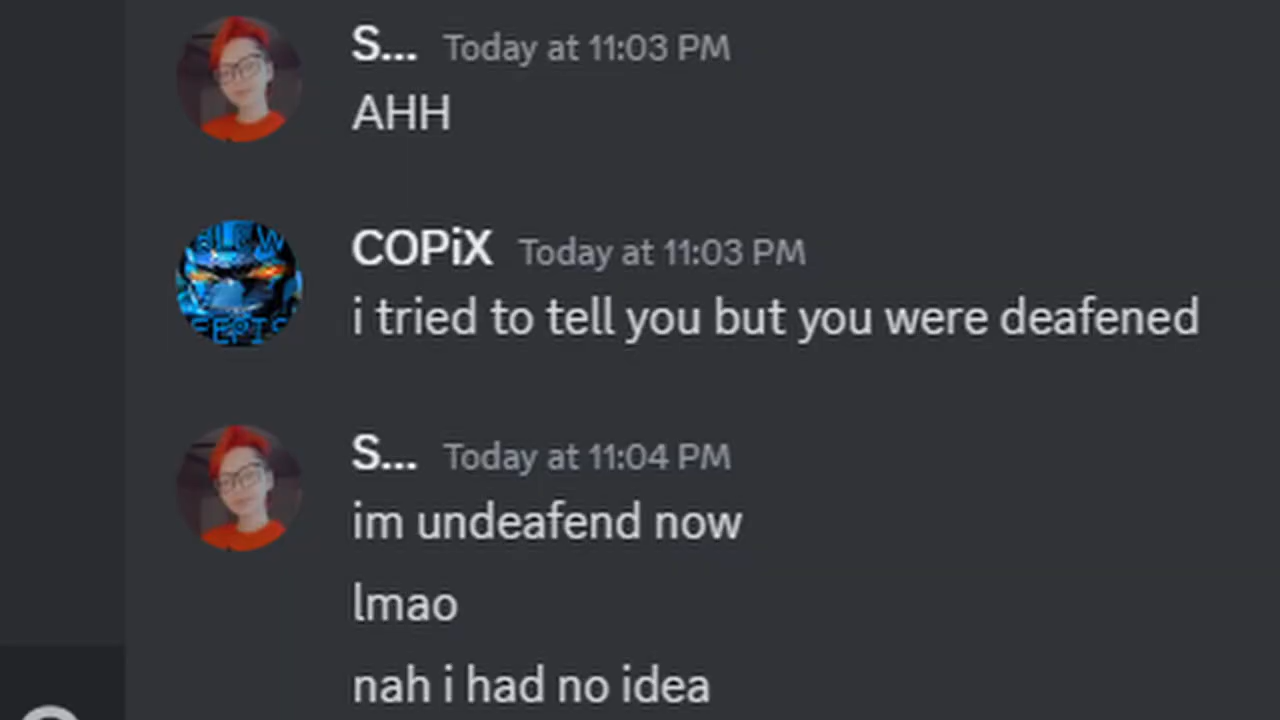 S... Today at 11:03 PM
AHH
COPiX Today at 11:03 PM
i tried to tell you but you were deafened
S... Today at 11:04 PM
im undeafend now
lmao
nah i had no idea